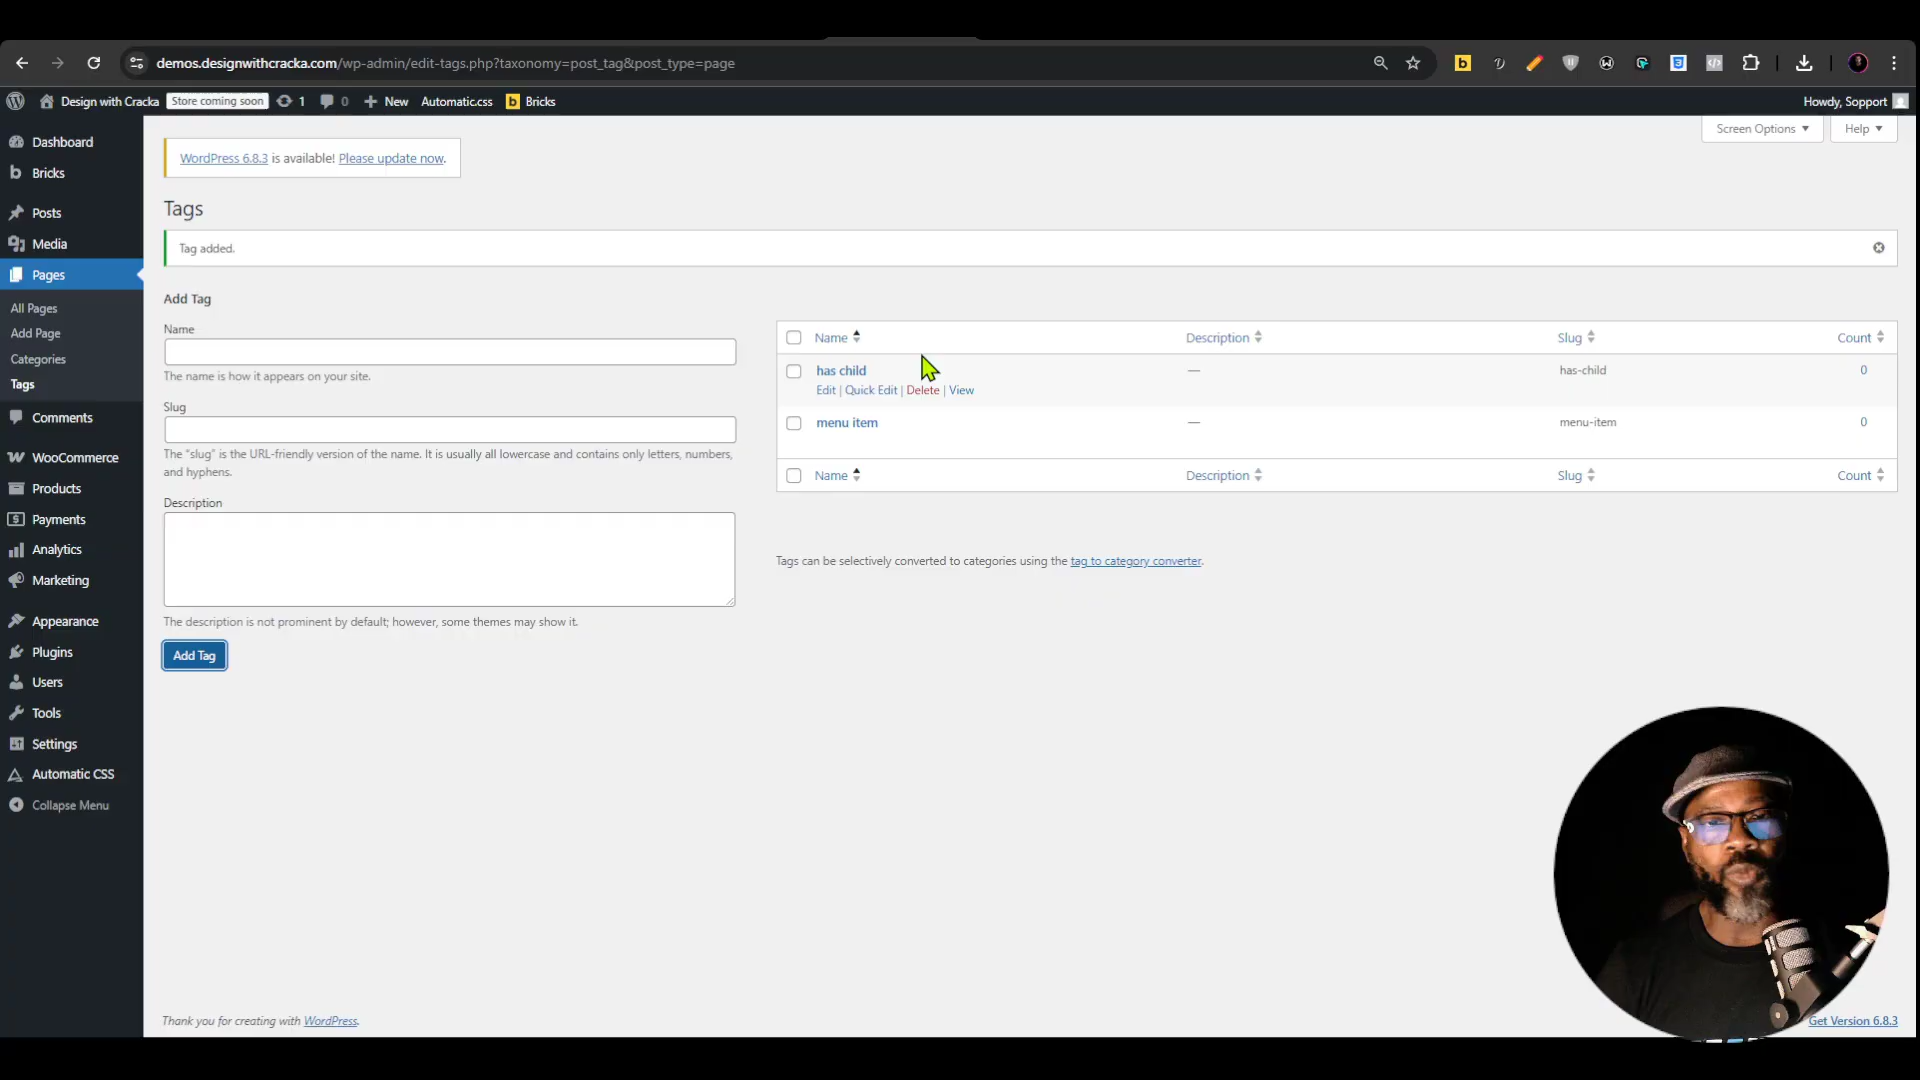 demos.designwithcracka.com/wp-admin/edit-tags.php?taxonomy=post_tag&post_type=page
Design with Cracka Store coming soon 1 0 New Automatic.css Bricks Howdy, Sopport
Screen Options Help
Dashboard
Bricks
Posts
Media
Pages
All Pages
Add Page
Categories
Tags
Comments
WooCommerce
Products
Payments
Analytics
Marketing
Appearance
Plugins
Users
Tools
Settings
Automatic CSS
Collapse Menu
WordPress 6.8.3 is available! Please update now.
Tags
Tag added.
Add Tag
Name
The name is how it appears on your site.
Slug
The “slug” is the URL-friendly version of the name. It is usually all lowercase and contains only letters, numbers,
and hyphens.
Description
The description is not prominent by default; however, some themes may show it.
Add Tag
Name Description Slug Count
has child — has-child 0
Edit | Quick Edit | Delete | View
menu item — menu-item 0
Name Description Slug Count
Tags can be selectively converted to categories using the tag to category converter.
Thank you for creating with WordPress.
Get Version 6.8.3